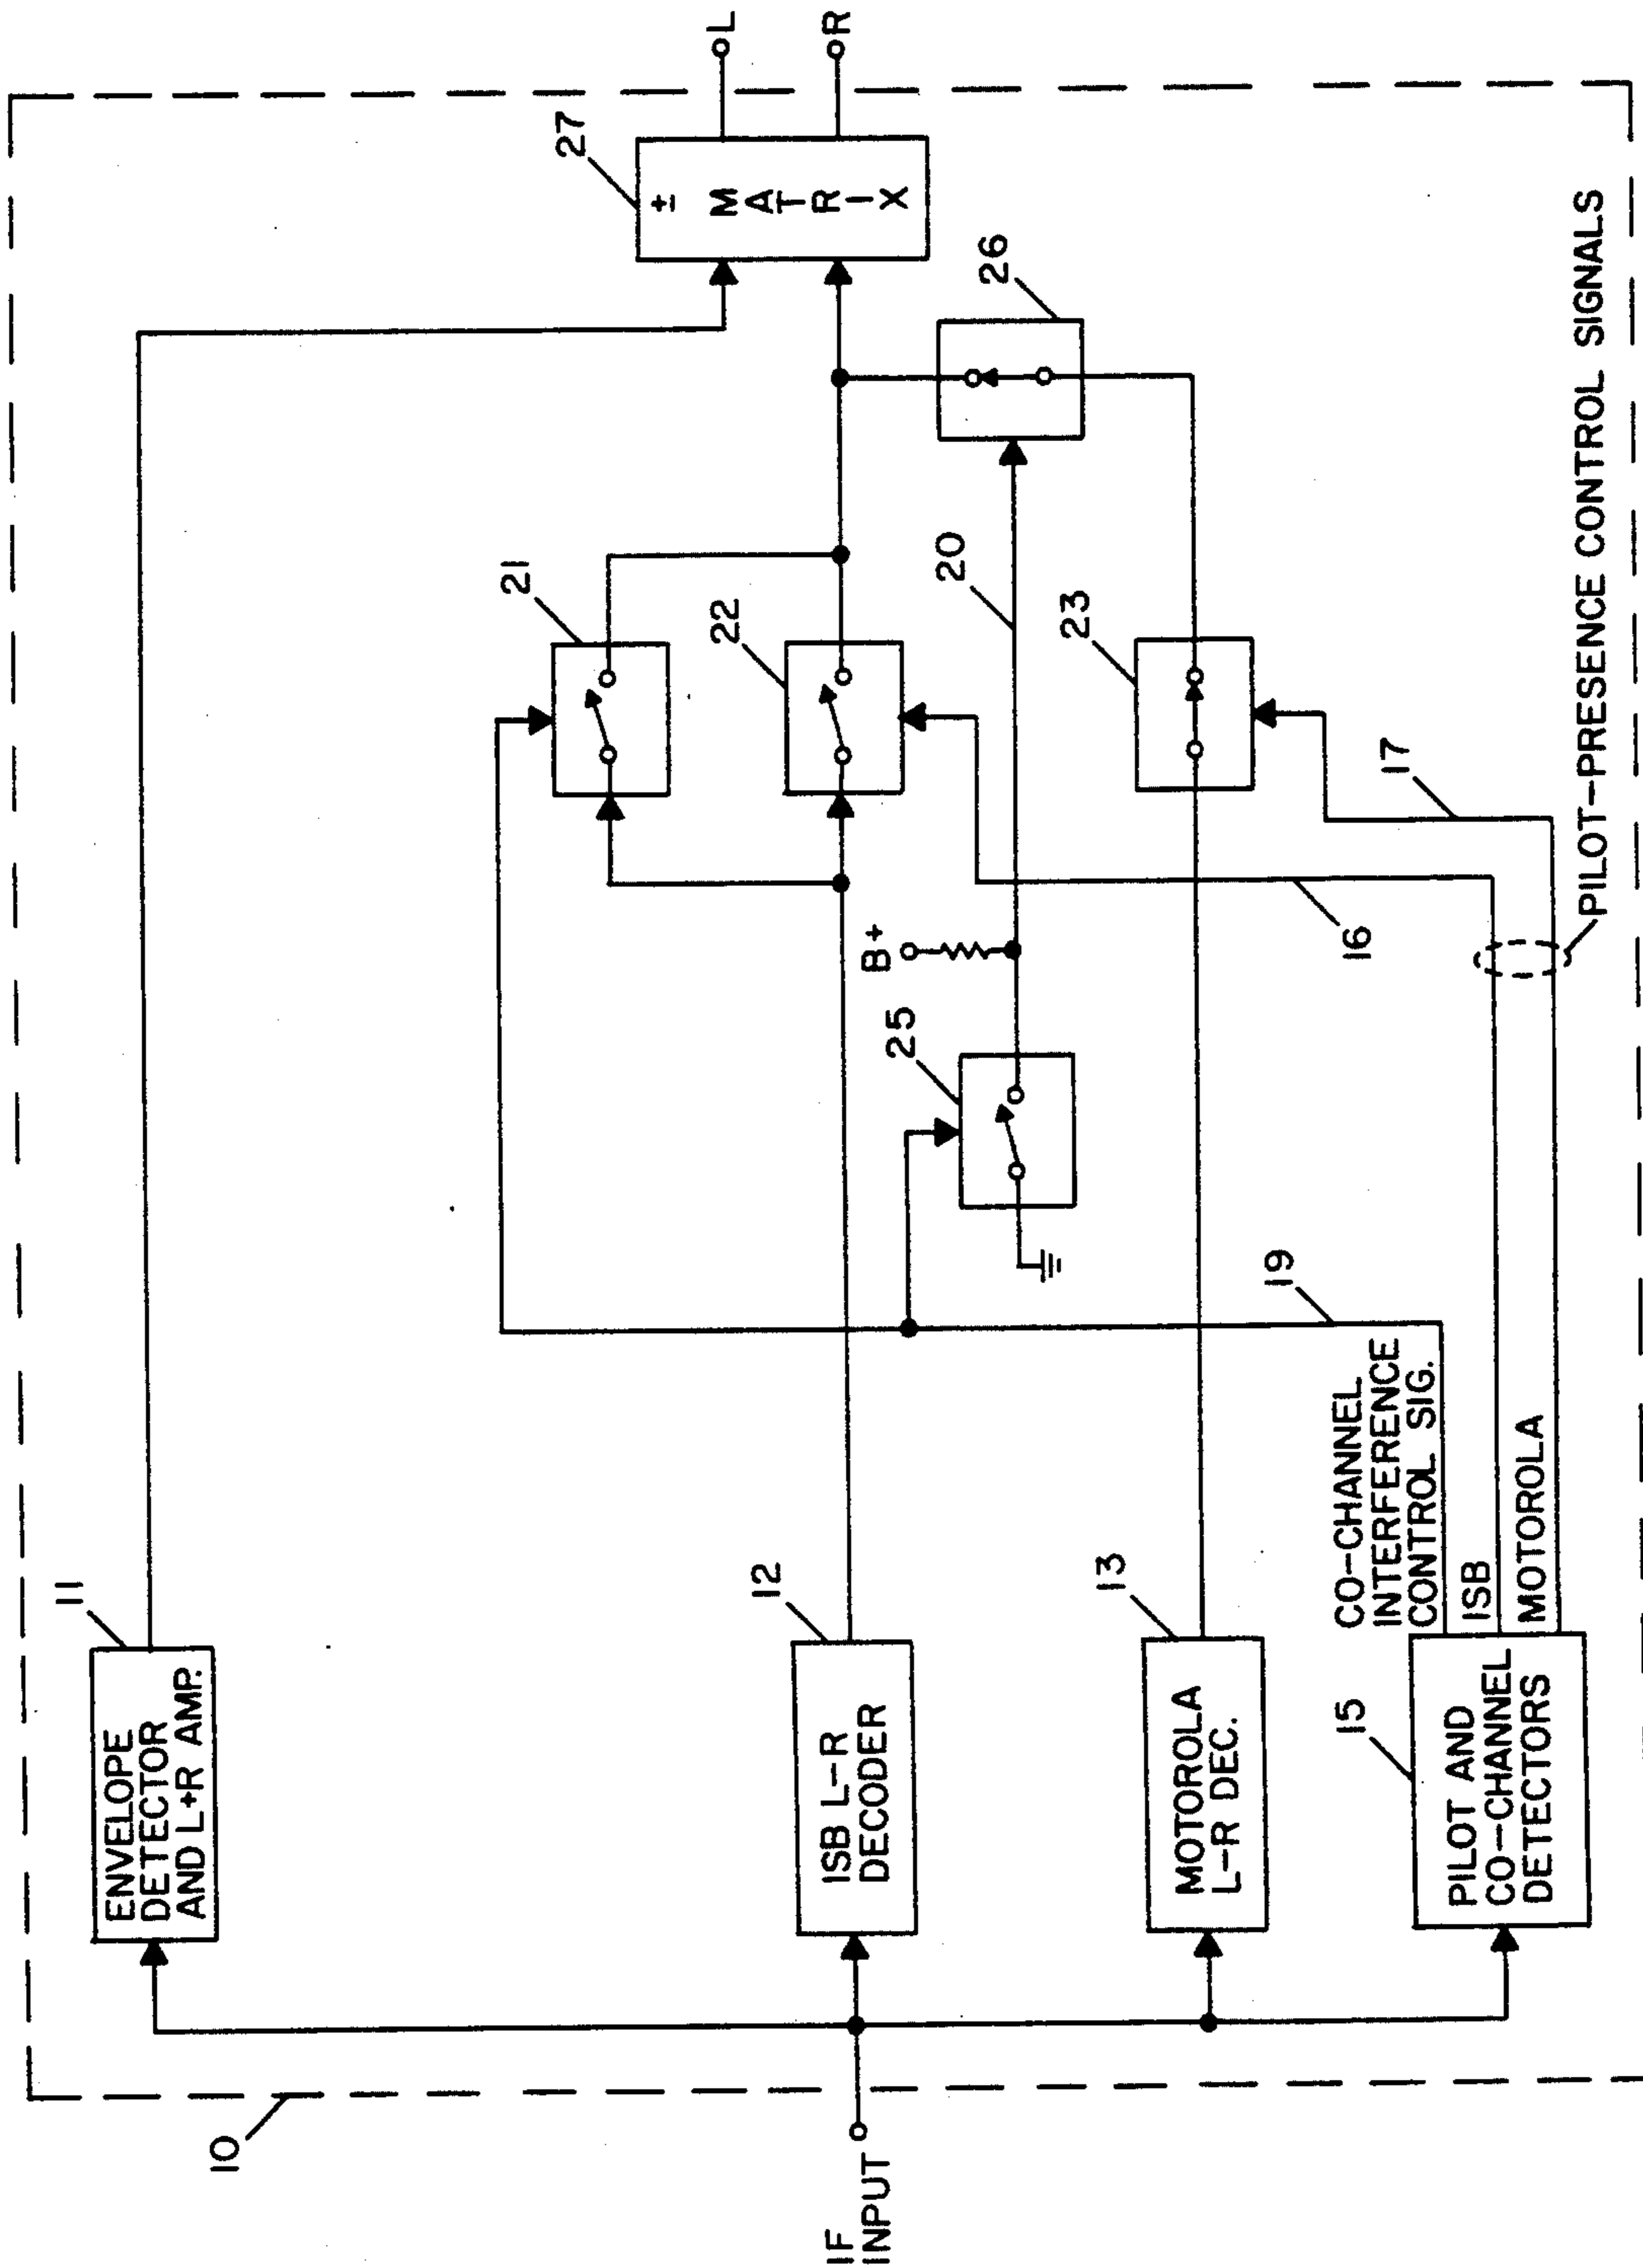 10
IF
INPUT
11
ENVELOPE
DETECTOR
AND L+R AMP.
12
ISB L-R
DECODER
13
MOTOROLA
L-R DEC.
15
PILOT AND
CO-CHANNEL
DETECTORS
CO-CHANNEL
INTERFERENCE
CONTROL SIG.
ISB
MOTOROLA
19
25
B+
16
17
PILOT-PRESENCE CONTROL SIGNALS
21
22
20
23
26
27
±
MATRIX
L
R